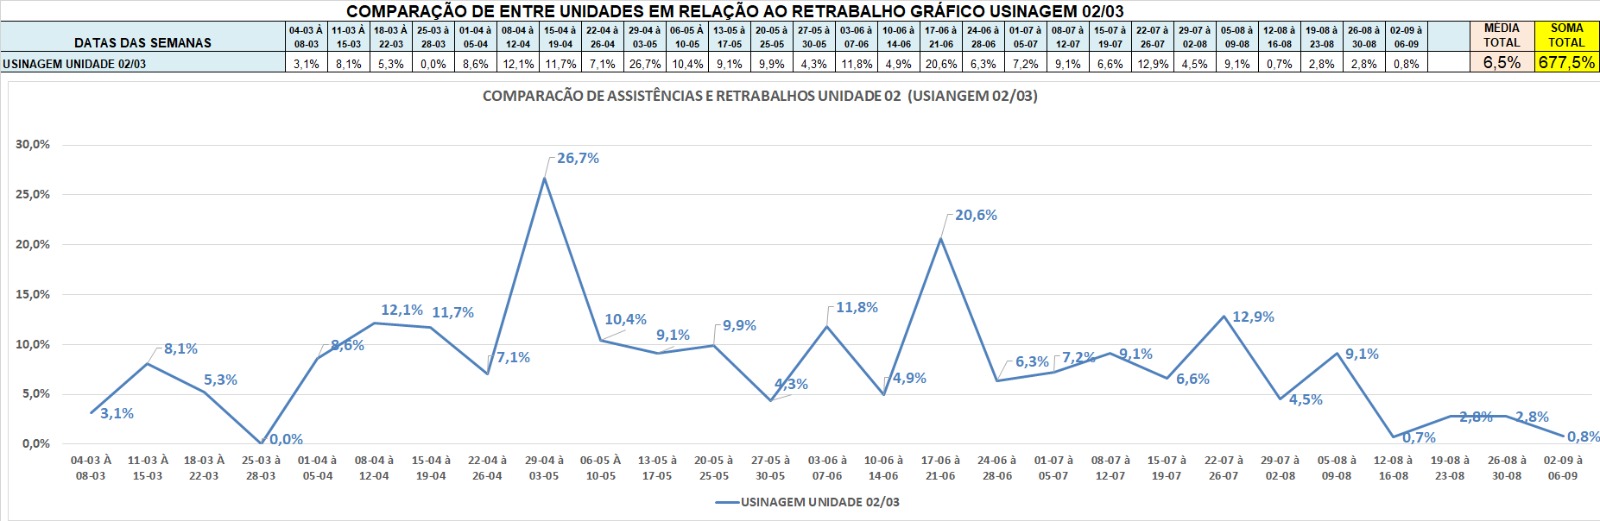 COMPARAÇÃO DE ENTRE UNIDADES EM RELAÇÃO AO RETRABALHO GRÁFICO USINAGEM 02/03
DATAS DAS SEMANAS 04-03 À 08-03 11-03 À 15-03 18-03 À 22-03 25-03 à 28-03 01-04 à 05-04 08-04 à 12-04 15-04 à 19-04 22-04 à 26-04 29-04 à 03-05 06-05 À 10-05 13-05 à 17-05 20-05 à 25-05 27-05 à 30-05 03-06 à 07-06 10-06 à 14-06 17-06 à 21-06 24-06 à 28-06 01-07 à 05-07 08-07 à 12-07 15-07 à 19-07 22-07 à 26-07 29-07 à 02-08 05-08 à 09-08 12-08 à 16-08 19-08 à 23-08 26-08 à 30-08 02-09 à 06-09 MÉDIA TOTAL SOMA TOTAL
USINAGEM UNIDADE 02/03 3,1% 8,1% 5,3% 0,0% 8,6% 12,1% 11,7% 7,1% 26,7% 10,4% 9,1% 9,9% 4,3% 11,8% 4,9% 20,6% 6,3% 7,2% 9,1% 6,6% 12,9% 4,5% 9,1% 0,7% 2,8% 2,8% 0,8% 6,5% 677,5%
COMPARACÃO DE ASSISTÊNCIAS E RETRABALHOS UNIDADE 02 (USIANGEM 02/03)
30,0%
25,0%
20,0%
15,0%
10,0%
5,0%
0,0%
3,1% 8,1% 5,3% 0,0% 8,6% 12,1% 11,7% 7,1% 26,7% 10,4% 9,1% 9,9% 4,3% 11,8% 4,9% 20,6% 6,3% 7,2% 9,1% 6,6% 12,9% 4,5% 9,1% 0,7% 2,8% 2,8% 0,8%
04-03 À 11-03 À 18-03 À 25-03 à 01-04 à 08-04 à 15-04 à 22-04 à 29-04 à 06-05 À 13-05 à 20-05 à 27-05 à 03-06 à 10-06 à 17-06 à 24-06 à 01-07 à 08-07 à 15-07 à 22-07 à 29-07 à 05-08 à 12-08 à 19-08 à 26-08 à 02-09 à
08-03 15-03 22-03 28-03 05-04 12-04 19-04 26-04 03-05 10-05 17-05 25-05 30-05 07-06 14-06 21-06 28-06 05-07 12-07 19-07 26-07 02-08 09-08 16-08 23-08 30-08 06-09
USINAGEM UNIDADE 02/03